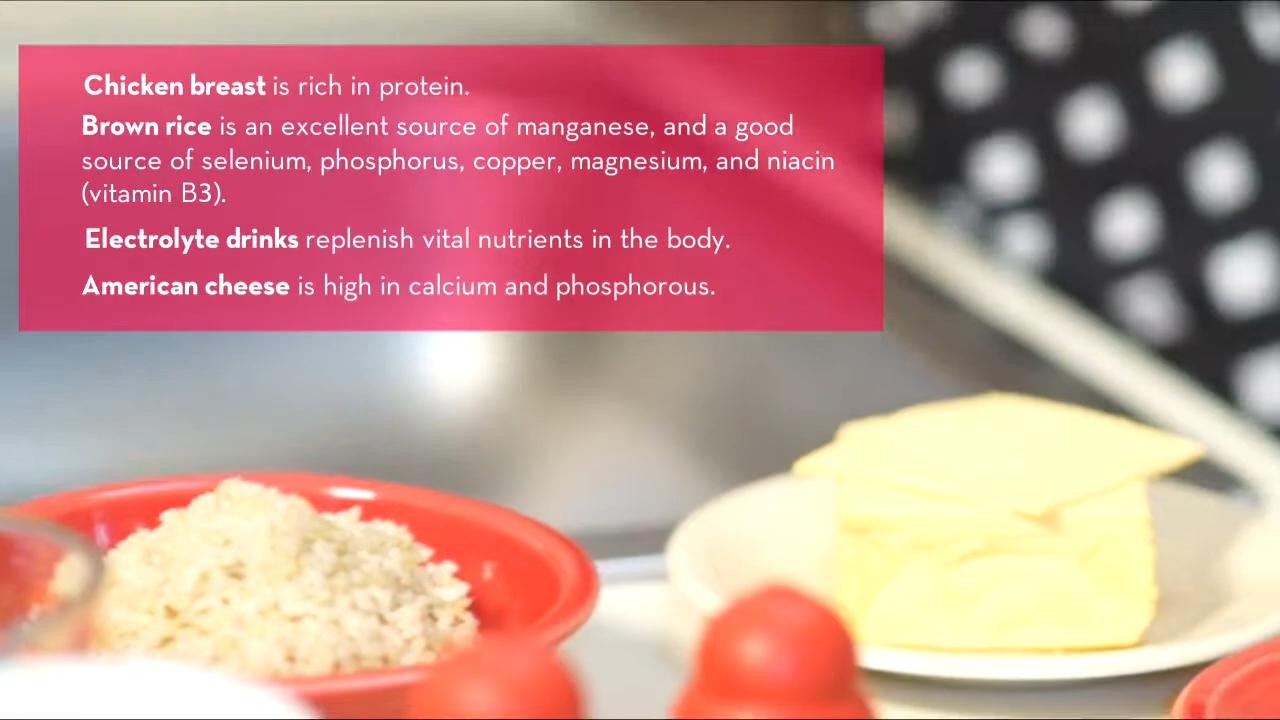 Chicken breast is rich in protein.
Brown rice is an excellent source of manganese, and a good
source of selenium, phosphorus, copper, magnesium, and niacin
(vitamin B3).
Electrolyte drinks replenish vital nutrients in the body.
American cheese is high in calcium and phosphorous.